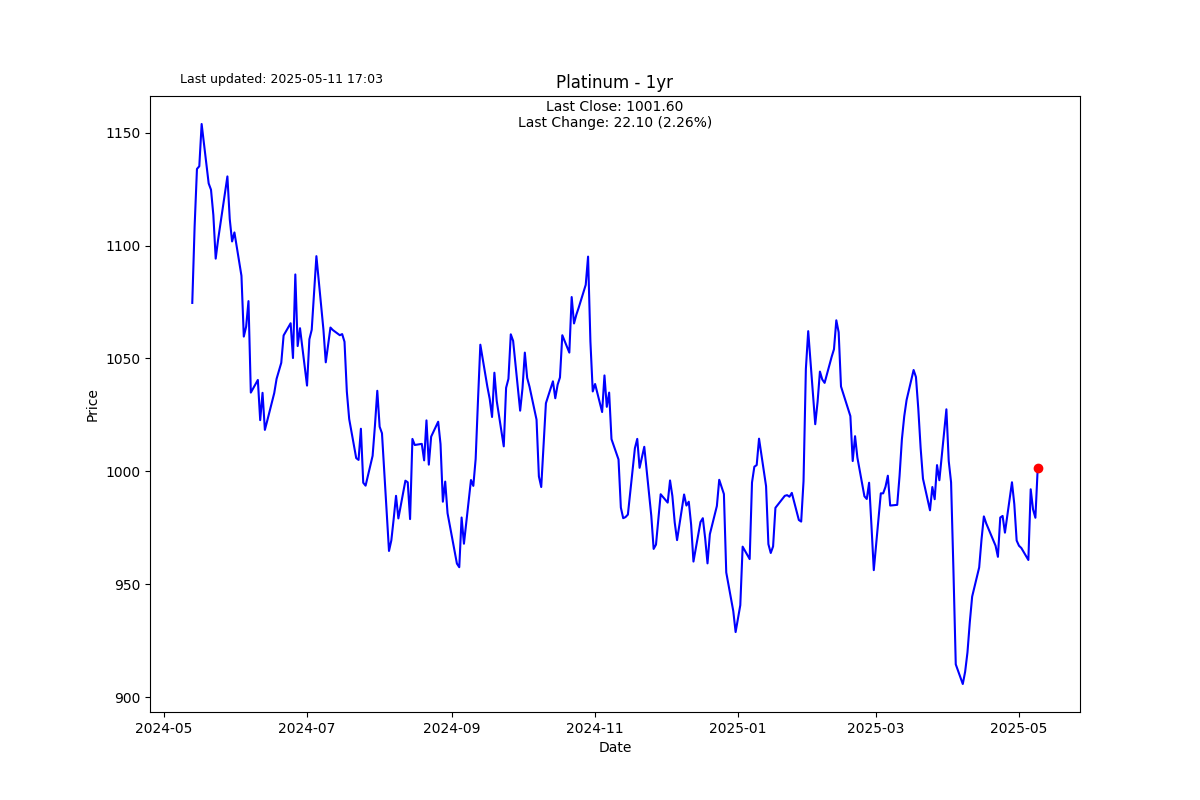 Last updated: 2025-05-11 17:03
Platinum - 1yr
Last Close: 1001.60
Last Change: 22.10 (2.26%)
1150
1100
1050
1000
950
900
Price
2024-05 2024-07 2024-09 2024-11 2025-01 2025-03 2025-05
Date